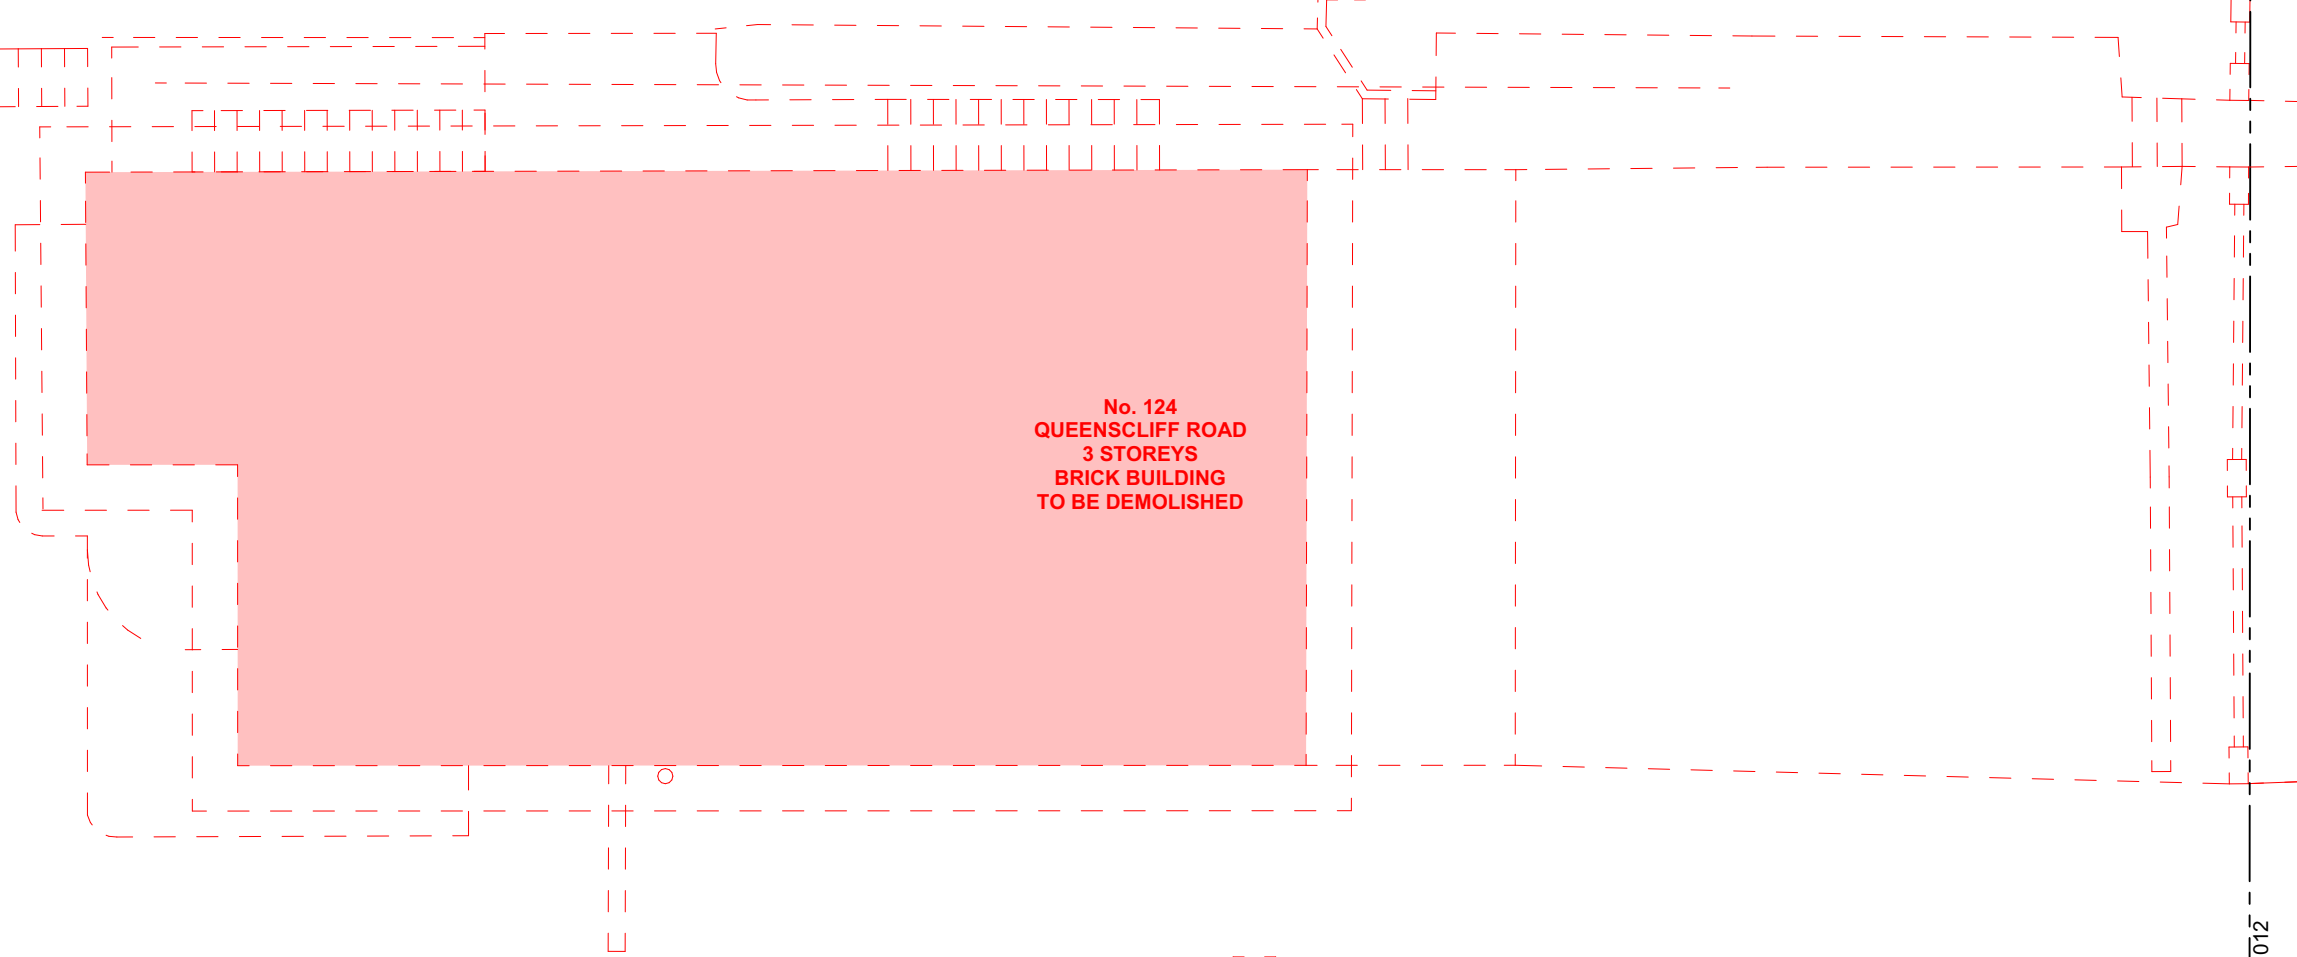 No. 124
QUEENSCLIFF ROAD
3 STOREYS
BRICK BUILDING
TO BE DEMOLISHED
012